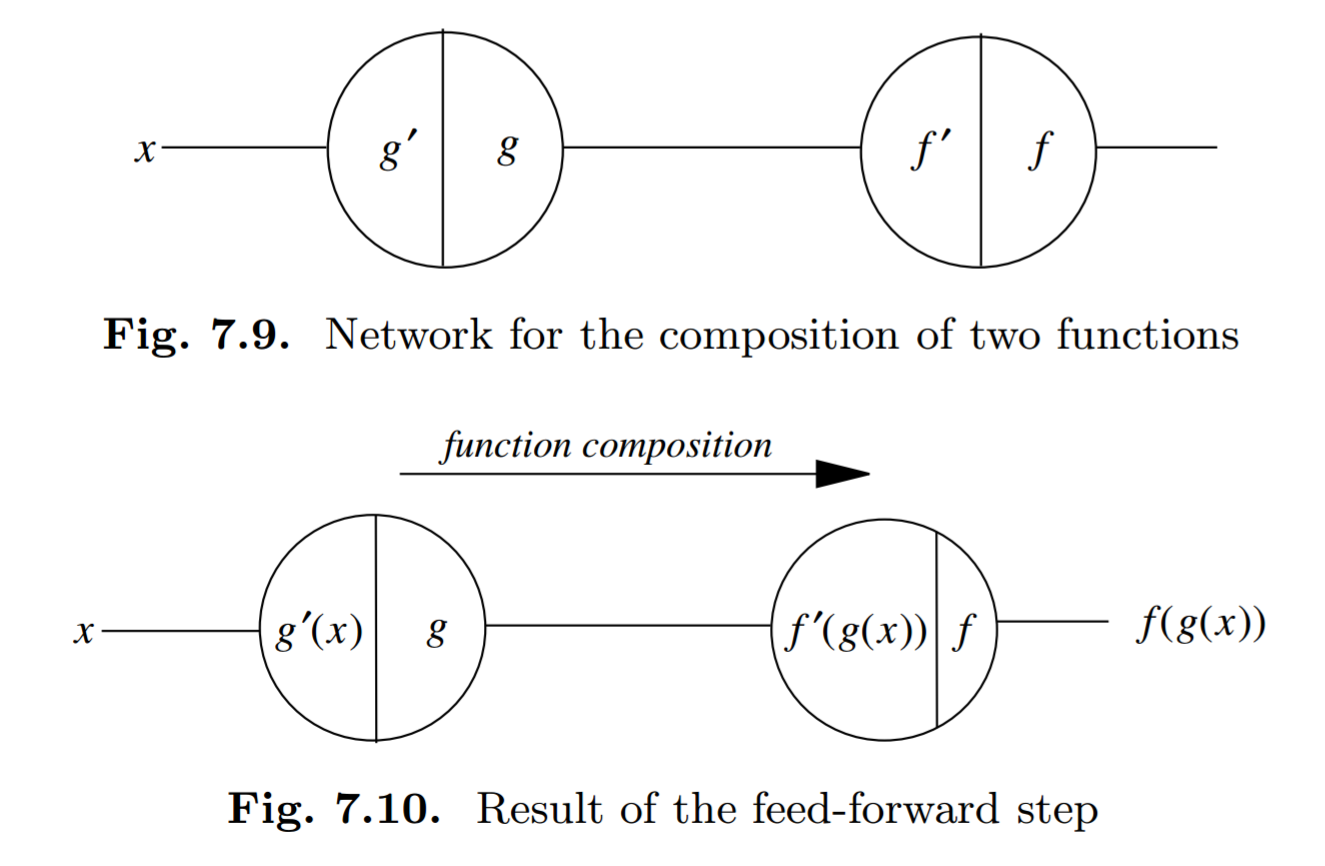 x g′ g f′ f
Fig. 7.9. Network for the composition of two functions
function composition
x g′(x) g f′(g(x)) f f(g(x))
Fig. 7.10. Result of the feed-forward step